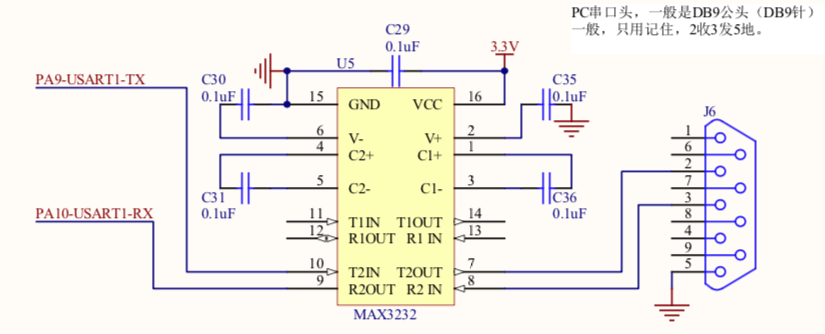 PC串口头，一般是DB9公头（DB9针）
一般，只用记住，2收3发5地。
C29
0.1uF
3.3V
U5
C30
0.1uF
C35
0.1uF
PA9-USART1-TX
15 GND VCC 16
6 V- V+ 2
4 C2+ C1+ 1
5 C2- C1- 3
C31
0.1uF
C36
0.1uF
PA10-USART1-RX
11 T1IN T1OUT 14
12 R1OUT R1 IN 13
10 T2IN T2OUT 7
9 R2OUT R2 IN 8
MAX3232
J6
1
6
2
7
3
8
4
9
5